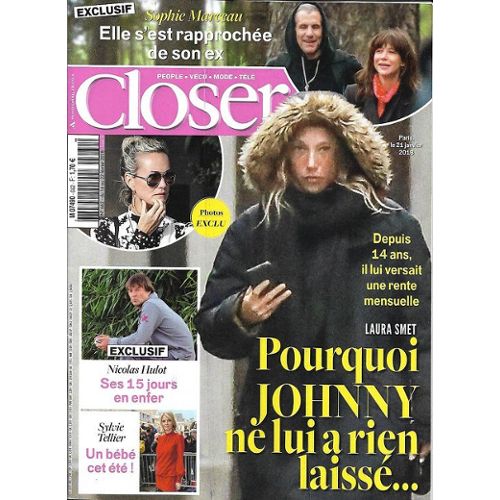 EXCLUSIF
Sophie Marceau
Elle s'est rapprochée
de son ex
PEOPLE • VÉCU • MODE • TÉLÉ
Closer
Paris,
le 21 janvier
2018
Photos
EXCLU
Depuis
14 ans,
il lui versait
une rente
mensuelle
LAURA SMET
Pourquoi
JOHNNY
ne lui a rien
laissé...
EXCLUSIF
Nicolas Hulot
Ses 15 jours
en enfer
Sylvie
Tellier
Un bébé
cet été !